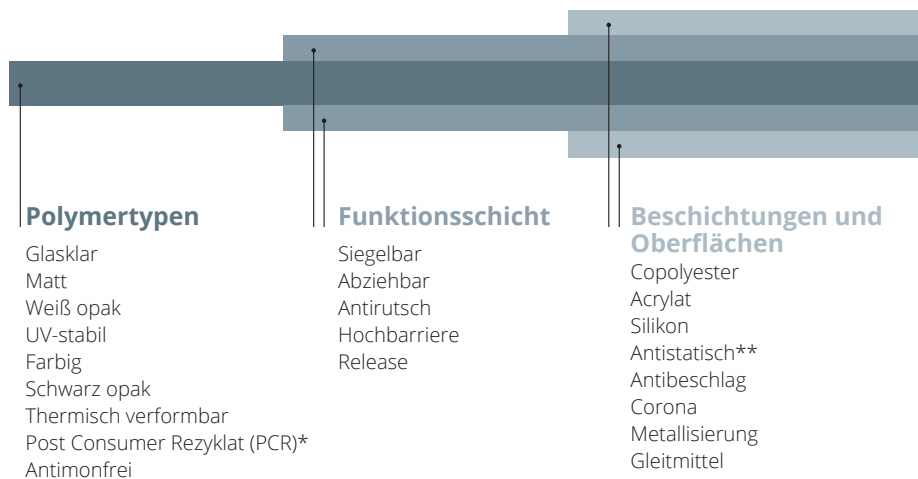 Polymertypen
Glasklar
Matt
Weiß opak
UV-stabil
Farbig
Schwarz opak
Thermisch verformbar
Post Consumer Rezyklat (PCR)*
Antimonfrei
Funktionsschicht
Siegelbar
Abziehbar
Antirutsch
Hochbarriere
Release
Beschichtungen und
Oberflächen
Copolyester
Acrylat
Silikon
Antistatisch**
Antibeschlag
Corona
Metallisierung
Gleitmittel